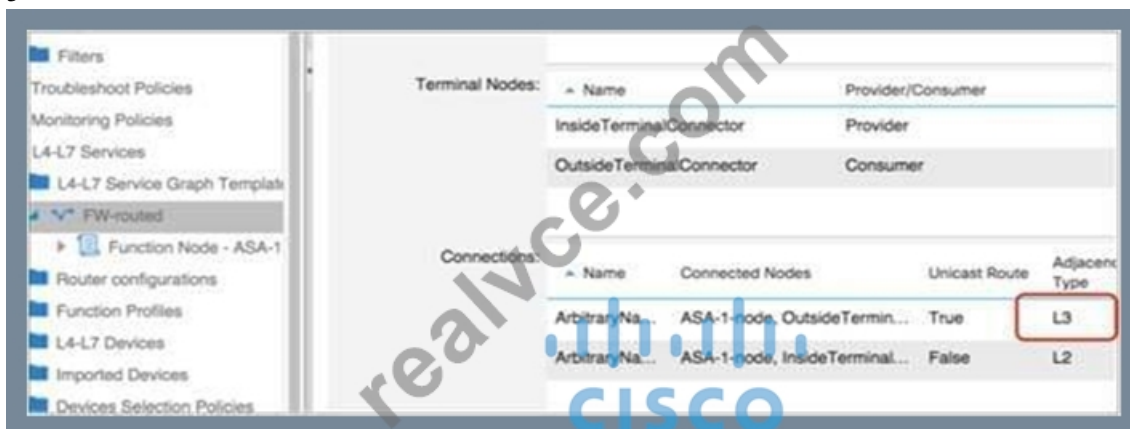 Filters
Troubleshoot Policies
Monitoring Policies
L4-L7 Services
L4-L7 Service Graph Template
FW-routed
Function Node - ASA-1
Router configurations
Function Profiles
L4-L7 Devices
Imported Devices
Devices Selection Policies
Terminal Nodes:
Name Provider/Consumer
InsideTerminalConnector Provider
OutsideTerminalConnector Consumer
Connections:
Name Connected Nodes Unicast Route Adjacenc
Type
ArbitraryNa... ASA-1-node, OutsideTermin... True L3
ArbitraryNa... ASA-1-node, InsideTerminal... False L2
realvce.com
CISCO